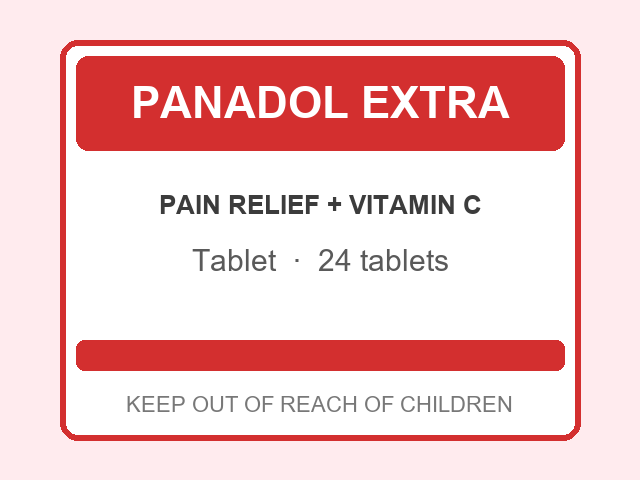 PANADOL EXTRA
PAIN RELIEF + VITAMIN C
Tablet · 24 tablets
KEEP OUT OF REACH OF CHILDREN